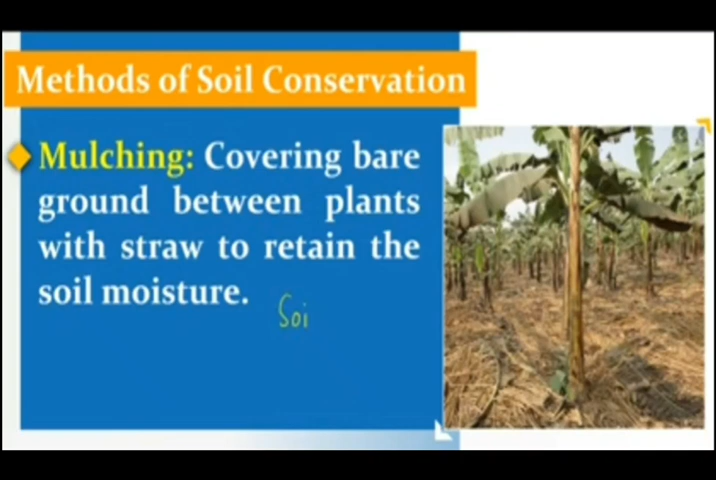 Methods of Soil Conservation
Mulching: Covering bare
ground between plants
with straw to retain the
soil moisture.
Soi